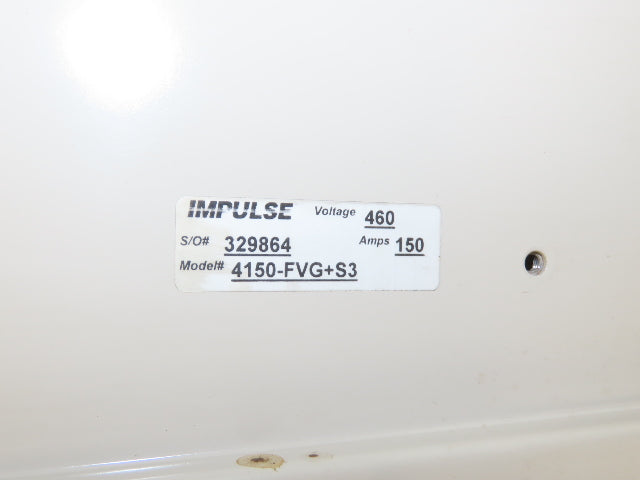 IMPULSE Voltage 460
S/O# 329864 Amps 150
Model# 4150-FVG+S3